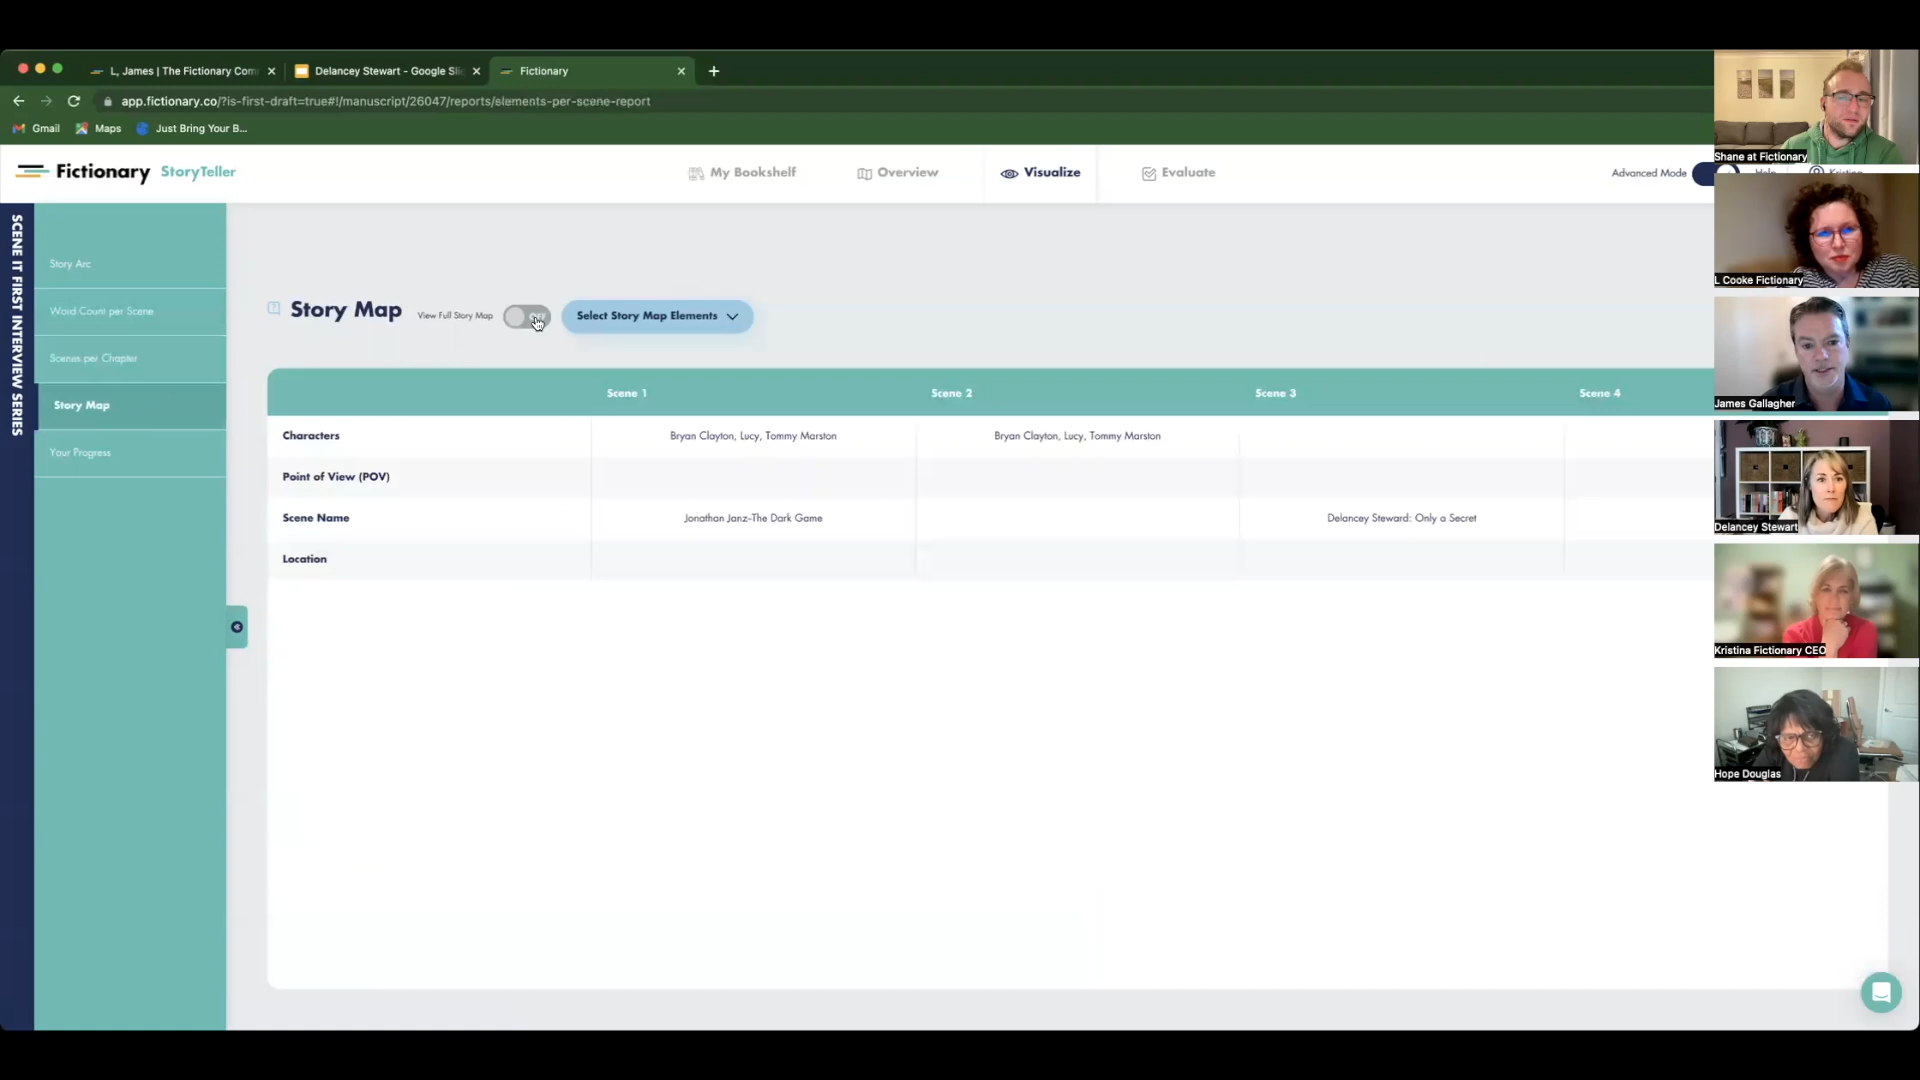 L, James | The Fictionary Com
Delancey Stewart - Google Sli
Fictionary
app.fictionary.co/?is-first-draft=true#!/manuscript/26047/reports/elements-per-scene-report
Gmail
Maps
Just Bring Your B...
Fictionary StoryTeller
My Bookshelf
Overview
Visualize
Evaluate
Advanced Mode
Help
Kristina
SCENE IT FIRST INTERVIEW SERIES
Story Arc
Word Count per Scene
Scenes per Chapter
Story Map
Your Progress
Story Map
View Full Story Map
OFF
Select Story Map Elements
Scene 1
Scene 2
Scene 3
Scene 4
Characters
Bryan Clayton, Lucy, Tommy Marston
Bryan Clayton, Lucy, Tommy Marston
Point of View (POV)
Scene Name
Jonathan Janz-The Dark Game
Delancey Steward: Only a Secret
Location
Shane at Fictionary
L Cooke Fictionary
James Gallagher
Delancey Stewart
Kristina Fictionary CEO
Hope Douglas